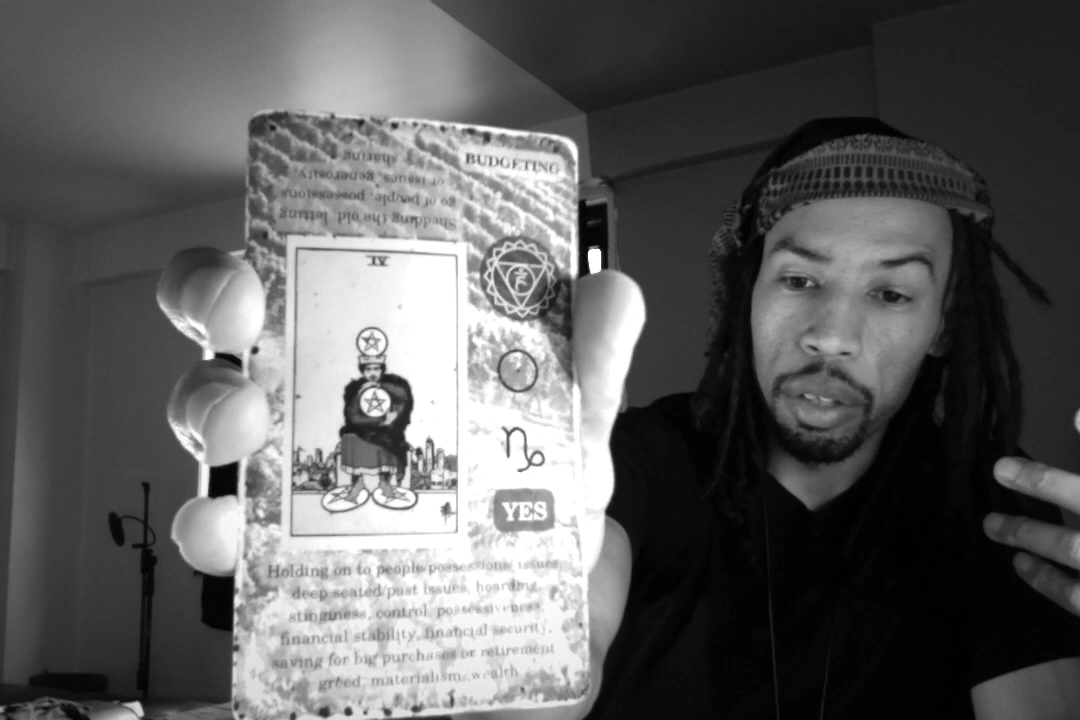 BUDGETING
Shedding the old, letting
go of people, possessions
or issues, generosity,
sharing
IV
YES
Holding on to people/possessions/ issues,
deep seated/past issues, hoarding,
stinginess, control, possessiveness,
financial stability, financial security,
saving for big purchases or retirement
greed, materialism, wealth